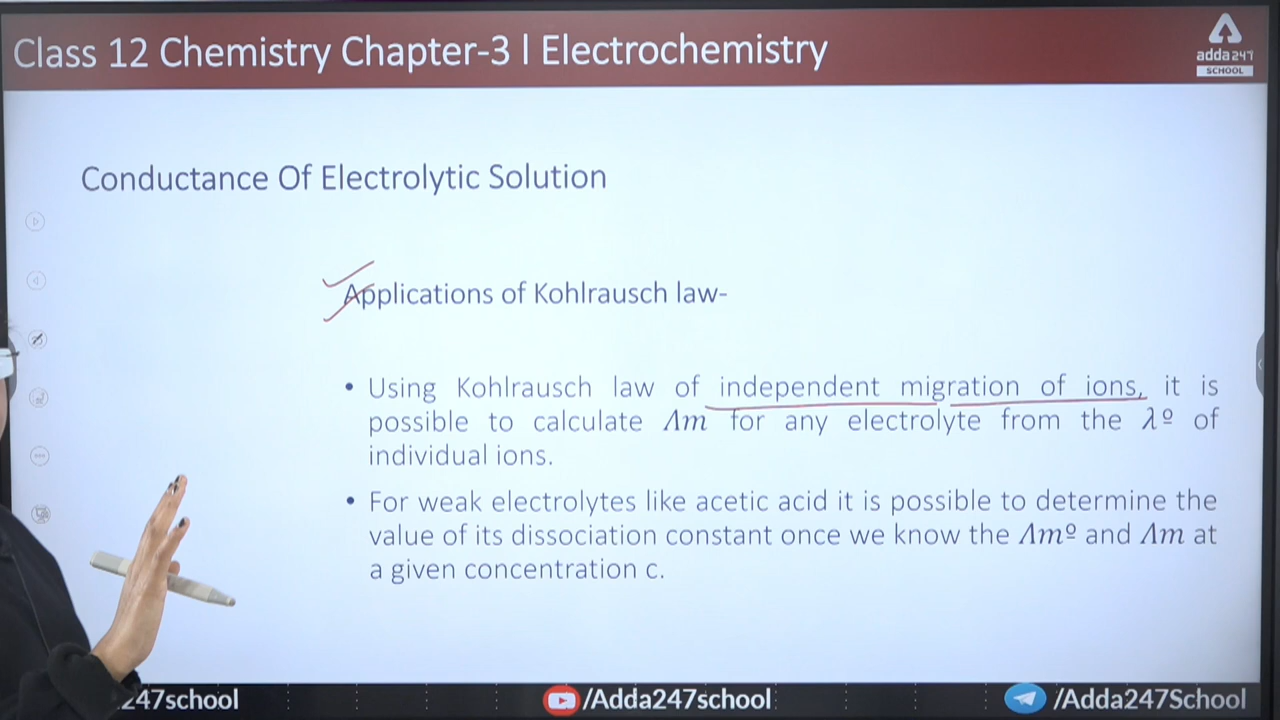 Class 12 Chemistry Chapter-3 l Electrochemistry
adda247
SCHOOL
Conductance Of Electrolytic Solution
Applications of Kohlrausch law-
• Using Kohlrausch law of independent migration of ions, it is
possible to calculate Λm for any electrolyte from the λº of
individual ions.
• For weak electrolytes like acetic acid it is possible to determine the
value of its dissociation constant once we know the Λmº and Λm at
a given concentration c.
247school
/Adda247school
/Adda247School